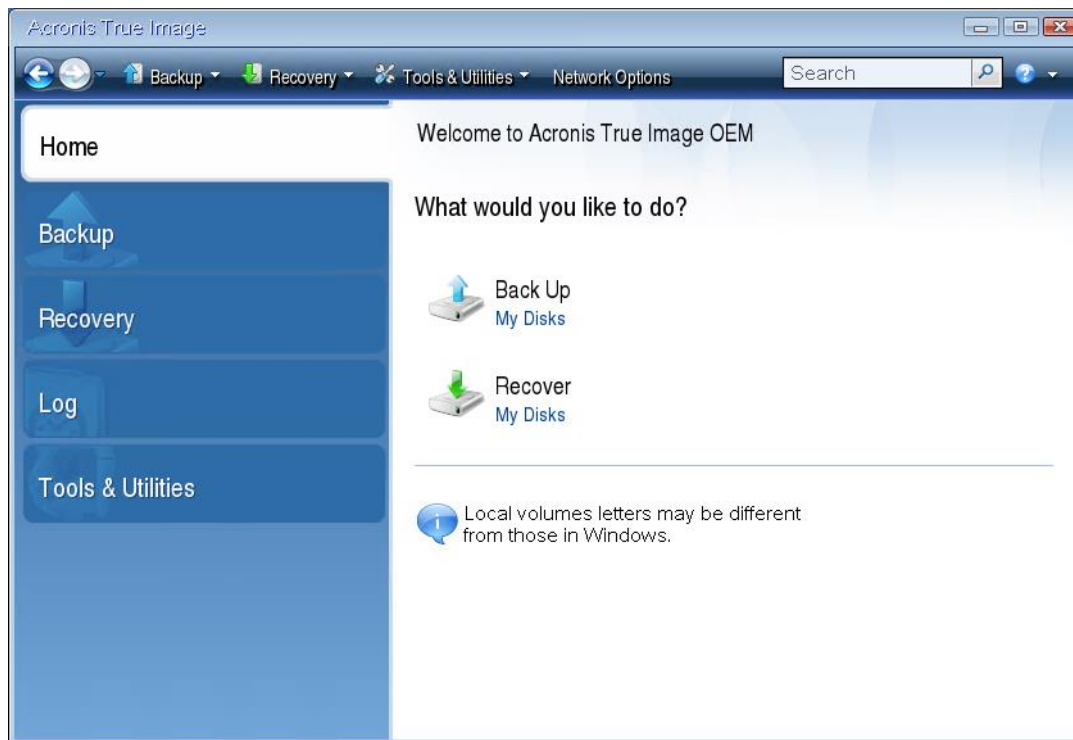 Acronis True Image
Backup
Recovery
Tools & Utilities
Network Options
Search
Home
Backup
Recovery
Log
Tools & Utilities
Welcome to Acronis True Image OEM
What would you like to do?
Back Up
My Disks
Recover
My Disks
Local volumes letters may be different
from those in Windows.